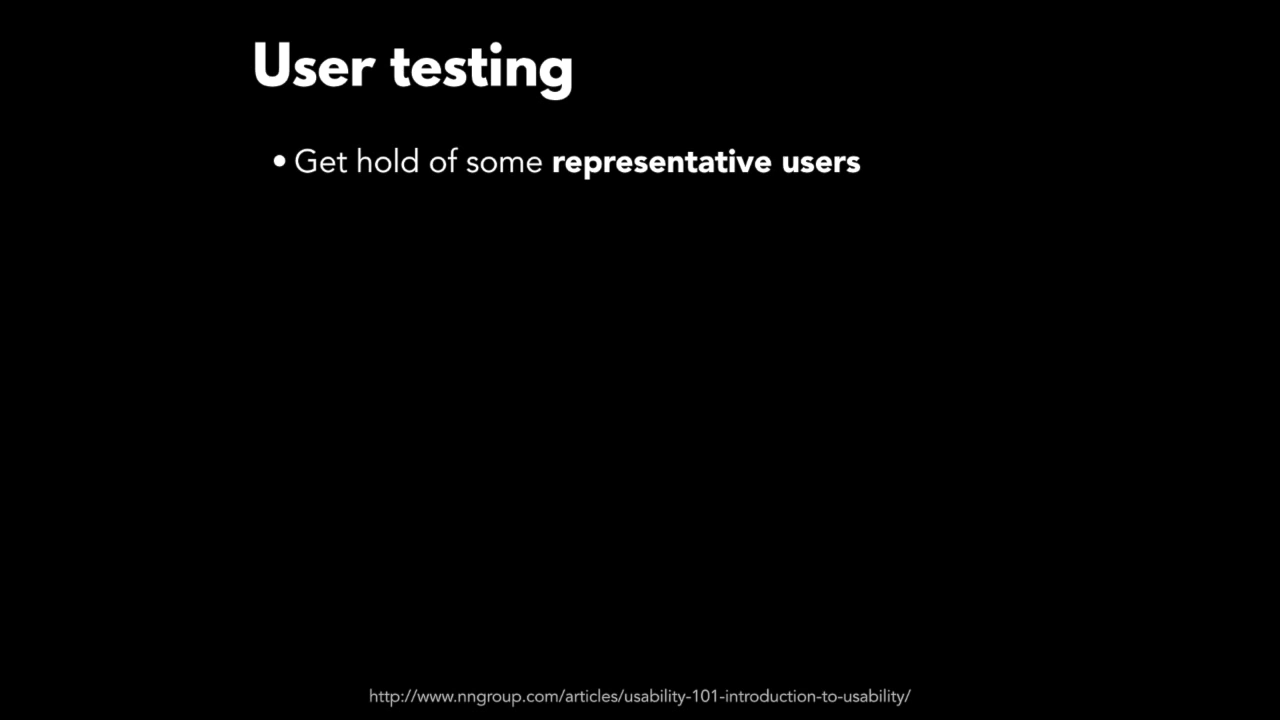 User testing
• Get hold of some representative users
http://www.nngroup.com/articles/usability-101-introduction-to-usability/